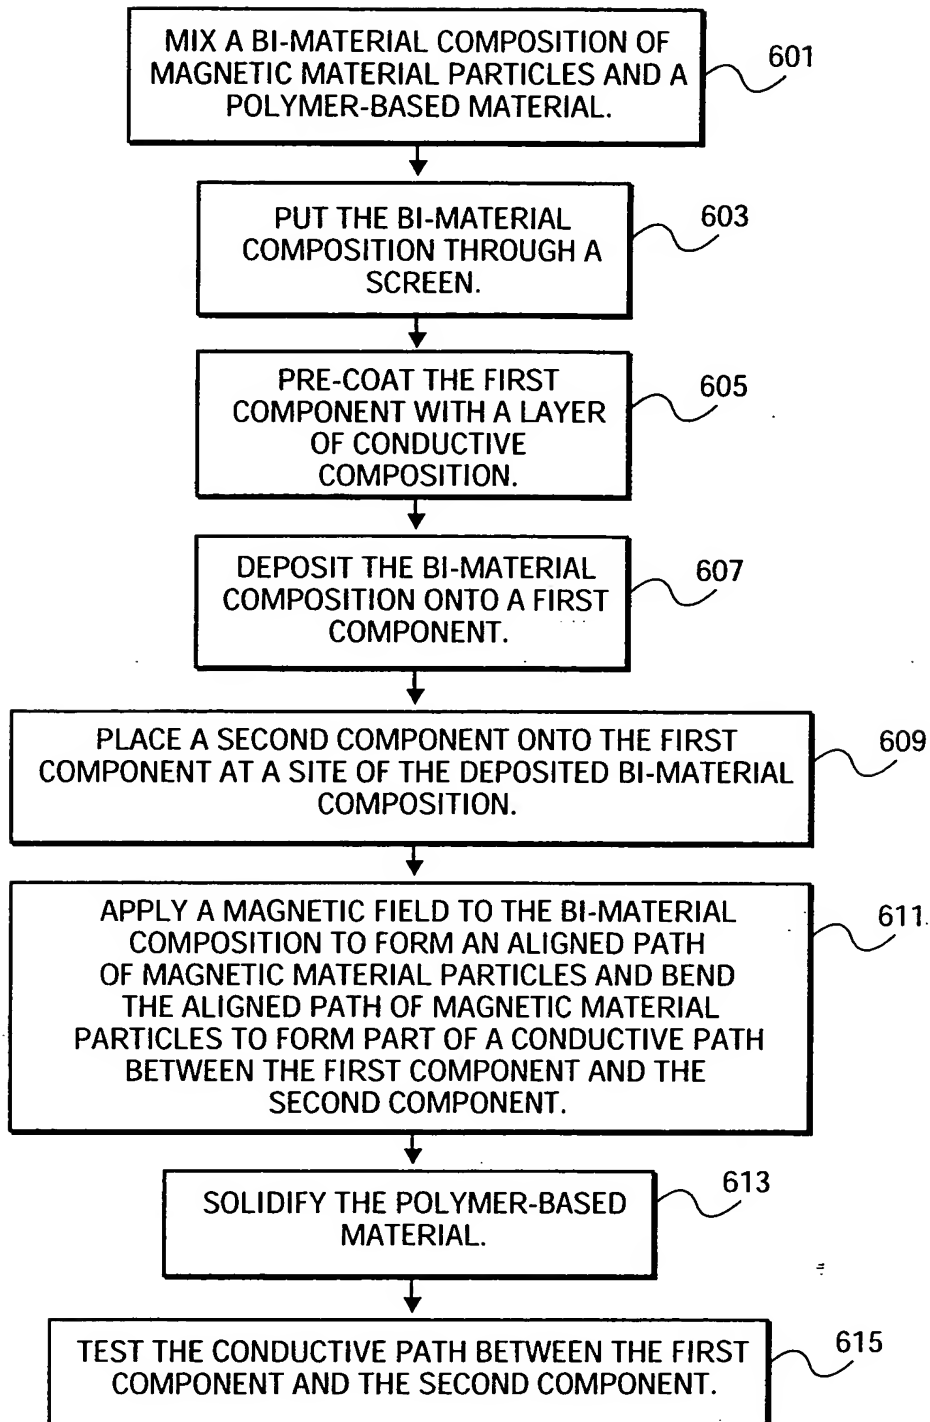 MIX A BI-MATERIAL COMPOSITION OF
MAGNETIC MATERIAL PARTICLES AND A
POLYMER-BASED MATERIAL.
601
PUT THE BI-MATERIAL
COMPOSITION THROUGH A
SCREEN.
603
PRE-COAT THE FIRST
COMPONENT WITH A LAYER
OF CONDUCTIVE
COMPOSITION.
605
DEPOSIT THE BI-MATERIAL
COMPOSITION ONTO A FIRST
COMPONENT.
607
PLACE A SECOND COMPONENT ONTO THE FIRST
COMPONENT AT A SITE OF THE DEPOSITED BI-MATERIAL
COMPOSITION.
609
APPLY A MAGNETIC FIELD TO THE BI-MATERIAL
COMPOSITION TO FORM AN ALIGNED PATH
OF MAGNETIC MATERIAL PARTICLES AND BEND
THE ALIGNED PATH OF MAGNETIC MATERIAL
PARTICLES TO FORM PART OF A CONDUCTIVE PATH
BETWEEN THE FIRST COMPONENT AND THE
SECOND COMPONENT.
611
SOLIDIFY THE POLYMER-BASED
MATERIAL.
613
TEST THE CONDUCTIVE PATH BETWEEN THE FIRST
COMPONENT AND THE SECOND COMPONENT.
615